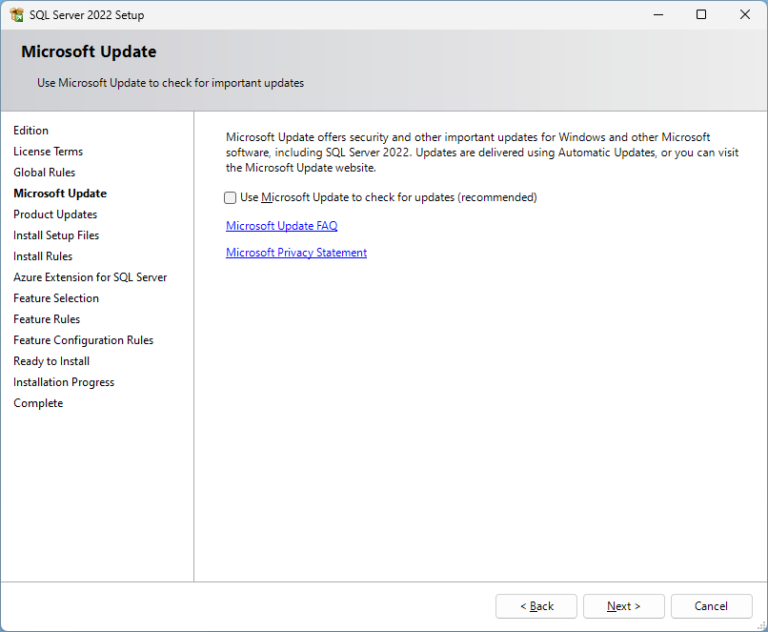 SQL Server 2022 Setup
Microsoft Update
Use Microsoft Update to check for important updates
Edition
License Terms
Global Rules
Microsoft Update
Product Updates
Install Setup Files
Install Rules
Azure Extension for SQL Server
Feature Selection
Feature Rules
Feature Configuration Rules
Ready to Install
Installation Progress
Complete
Microsoft Update offers security and other important updates for Windows and other Microsoft
software, including SQL Server 2022. Updates are delivered using Automatic Updates, or you can visit
the Microsoft Update website.
Use Microsoft Update to check for updates (recommended)
Microsoft Update FAQ
Microsoft Privacy Statement
< Back
Next >
Cancel